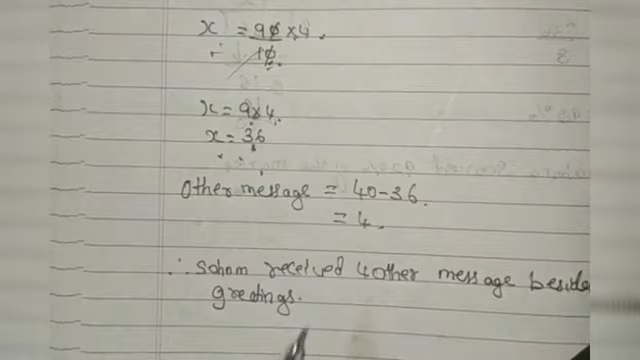 x = 90 × 4.
10.
x = 9×4.
x = 36
Other message = 40-36.
= 4.
∴ Soham received 4 other message beside
greetings.